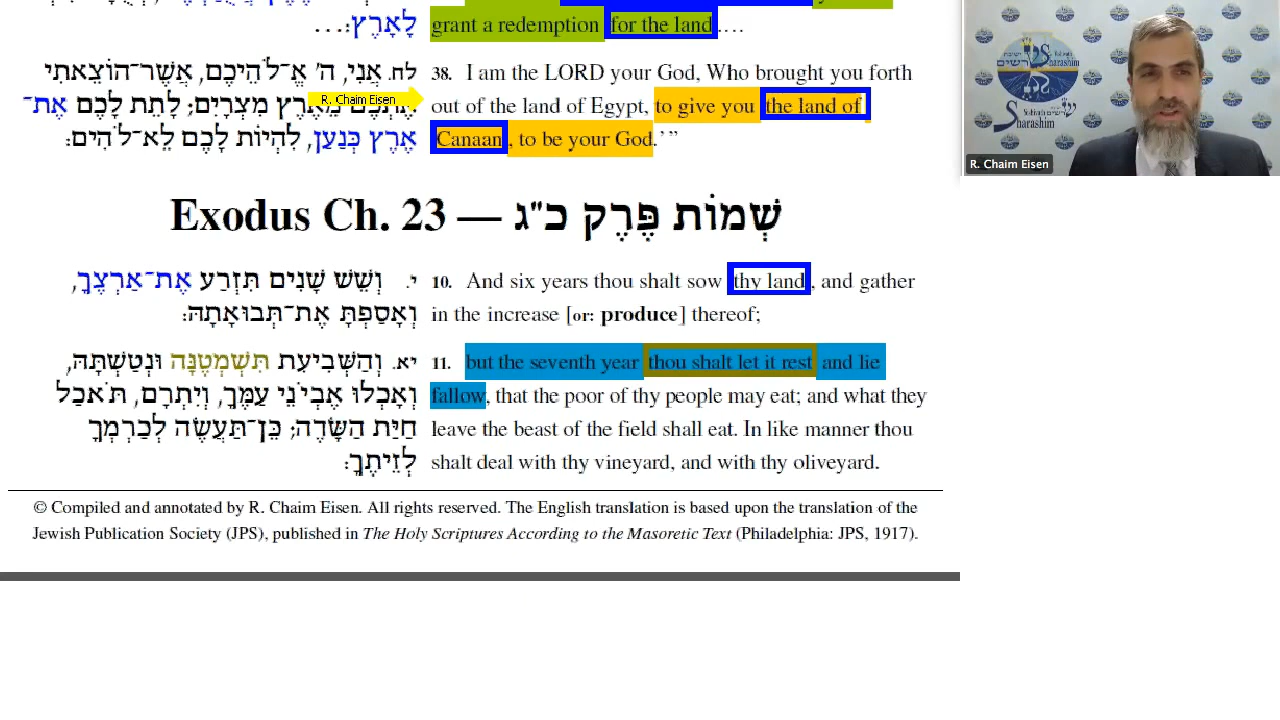 לָאָרֶץ:...
grant a redemption for the land….
לח. אֲנִי, ה' אֱ־לֹהֵיכֶם, אֲשֶׁר־הוֹצֵאתִי
מֵאֶרֶץ מִצְרָיִם; לָתֵת לָכֶם אֶת־
אֶרֶץ כְּנַעַן, לִהְיוֹת לָכֶם לֵא־לֹהִים:
38. I am the LORD your God, Who brought you forth
out of the land of Egypt, to give you the land of
Canaan, to be your God.’”
R. Chaim Eisen
Exodus Ch. 23 — שְׁמוֹת פֶּרֶק כ"ג
י. וְשֵׁשׁ שָׁנִים תִּזְרַע אֶת־אַרְצֶךָ,
וְאָסַפְתָּ אֶת־תְּבוּאָתָהּ:
10. And six years thou shalt sow thy land, and gather
in the increase [or: produce] thereof;
יא. וְהַשְּׁבִיעִת תִּשְׁמְטֶנָּה וּנְטַשְׁתָּהּ,
וְאָכְלוּ אֶבְיֹנֵי עַמֶּךָ, וְיִתְרָם, תֹּאכַל
חַיַּת הַשָּׂדֶה; כֵּן־תַּעֲשֶׂה לְכַרְמְךָ
לְזֵיתֶךָ:
11. but the seventh year thou shalt let it rest and lie
fallow, that the poor of thy people may eat; and what they
leave the beast of the field shall eat. In like manner thou
shalt deal with thy vineyard, and with thy oliveyard.
© Compiled and annotated by R. Chaim Eisen. All rights reserved. The English translation is based upon the translation of the
Jewish Publication Society (JPS), published in The Holy Scriptures According to the Masoretic Text (Philadelphia: JPS, 1917).
R. Chaim Eisen